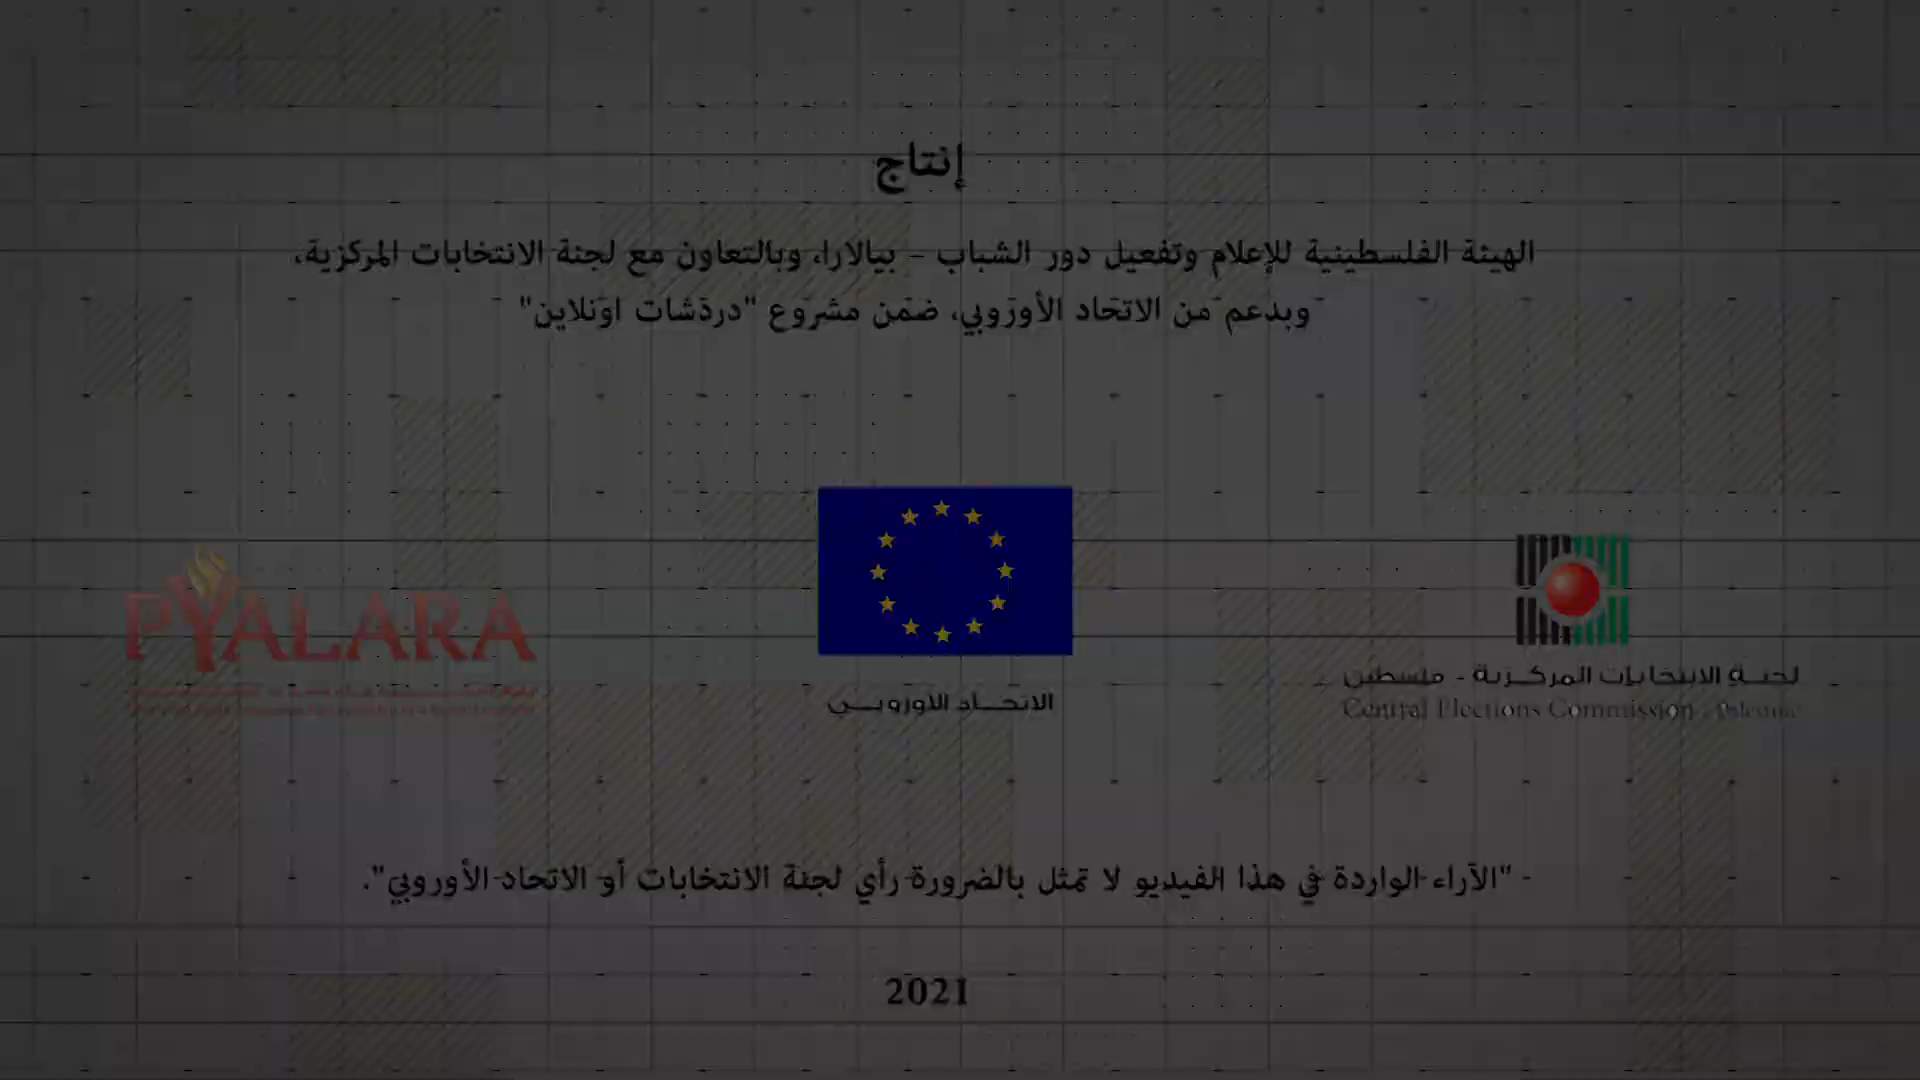 إنتاج
الهيئة الفلسطينية للإعلام وتفعيل دور الشباب - بيالارا، وبالتعاون مع لجنة الانتخابات المركزية،
وبدعم من الاتحاد الأوروبي، ضمن مشروع "دردشات اونلاين"
PYALARA
الاتحاد الاوروبي
لجنة الانتخابات المركزية - فلسطين
Central Elections Commission - Palestine
- "الآراء الواردة في هذا الفيديو لا تمثل بالضرورة رأي لجنة الانتخابات أو الاتحاد الأوروبي".
2021